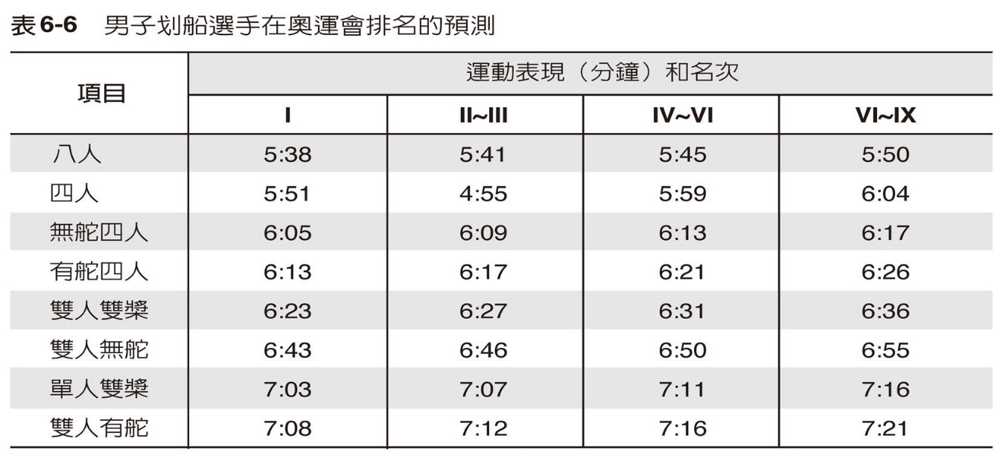 表6-6 男子划船選手在奧運會排名的預測
項目 運動表現（分鐘）和名次
I II~III IV~VI VI~IX
八人 5:38 5:41 5:45 5:50
四人 5:51 4:55 5:59 6:04
無舵四人 6:05 6:09 6:13 6:17
有舵四人 6:13 6:17 6:21 6:26
雙人雙槳 6:23 6:27 6:31 6:36
雙人無舵 6:43 6:46 6:50 6:55
單人雙槳 7:03 7:07 7:11 7:16
雙人有舵 7:08 7:12 7:16 7:21